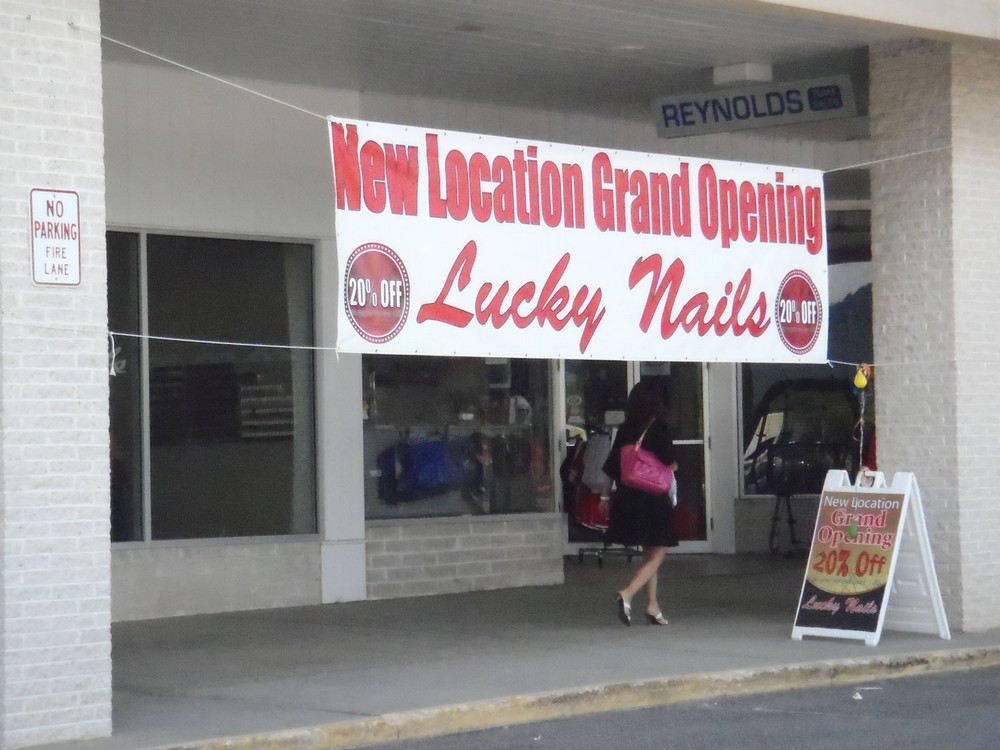 NO
PARKING
FIRE
LANE
REYNOLDS
New Location Grand Opening
20% OFF
Lucky Nails
20% OFF
New Location
Grand
Opening
20% Off
Lucky Nails